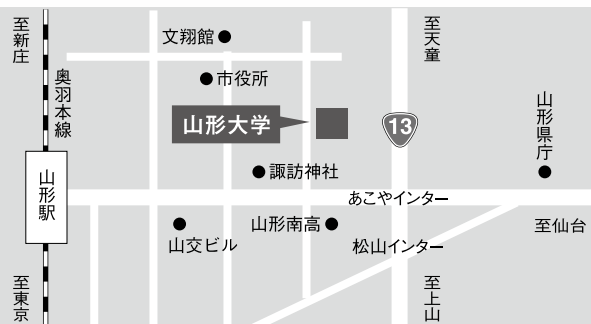 至新庄
奥羽本線
山形駅
至東京
文翔館
市役所
山形大学
諏訪神社
山交ビル
山形南高
13
至天童
山形県庁
あこやインター
松山インター
至仙台
至上山